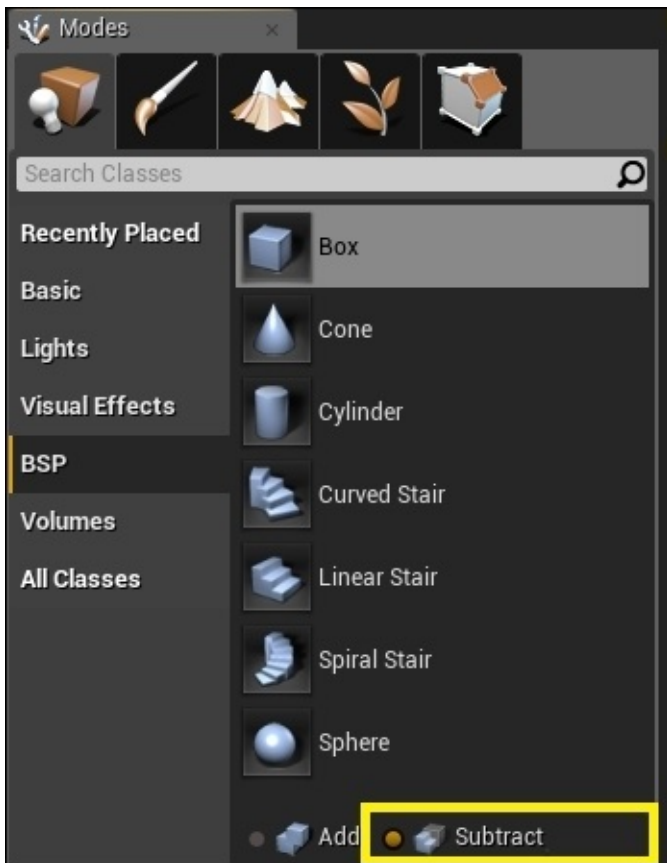 Modes
Search Classes
Recently Placed
Basic
Lights
Visual Effects
BSP
Volumes
All Classes
Box
Cone
Cylinder
Curved Stair
Linear Stair
Spiral Stair
Sphere
Add
Subtract